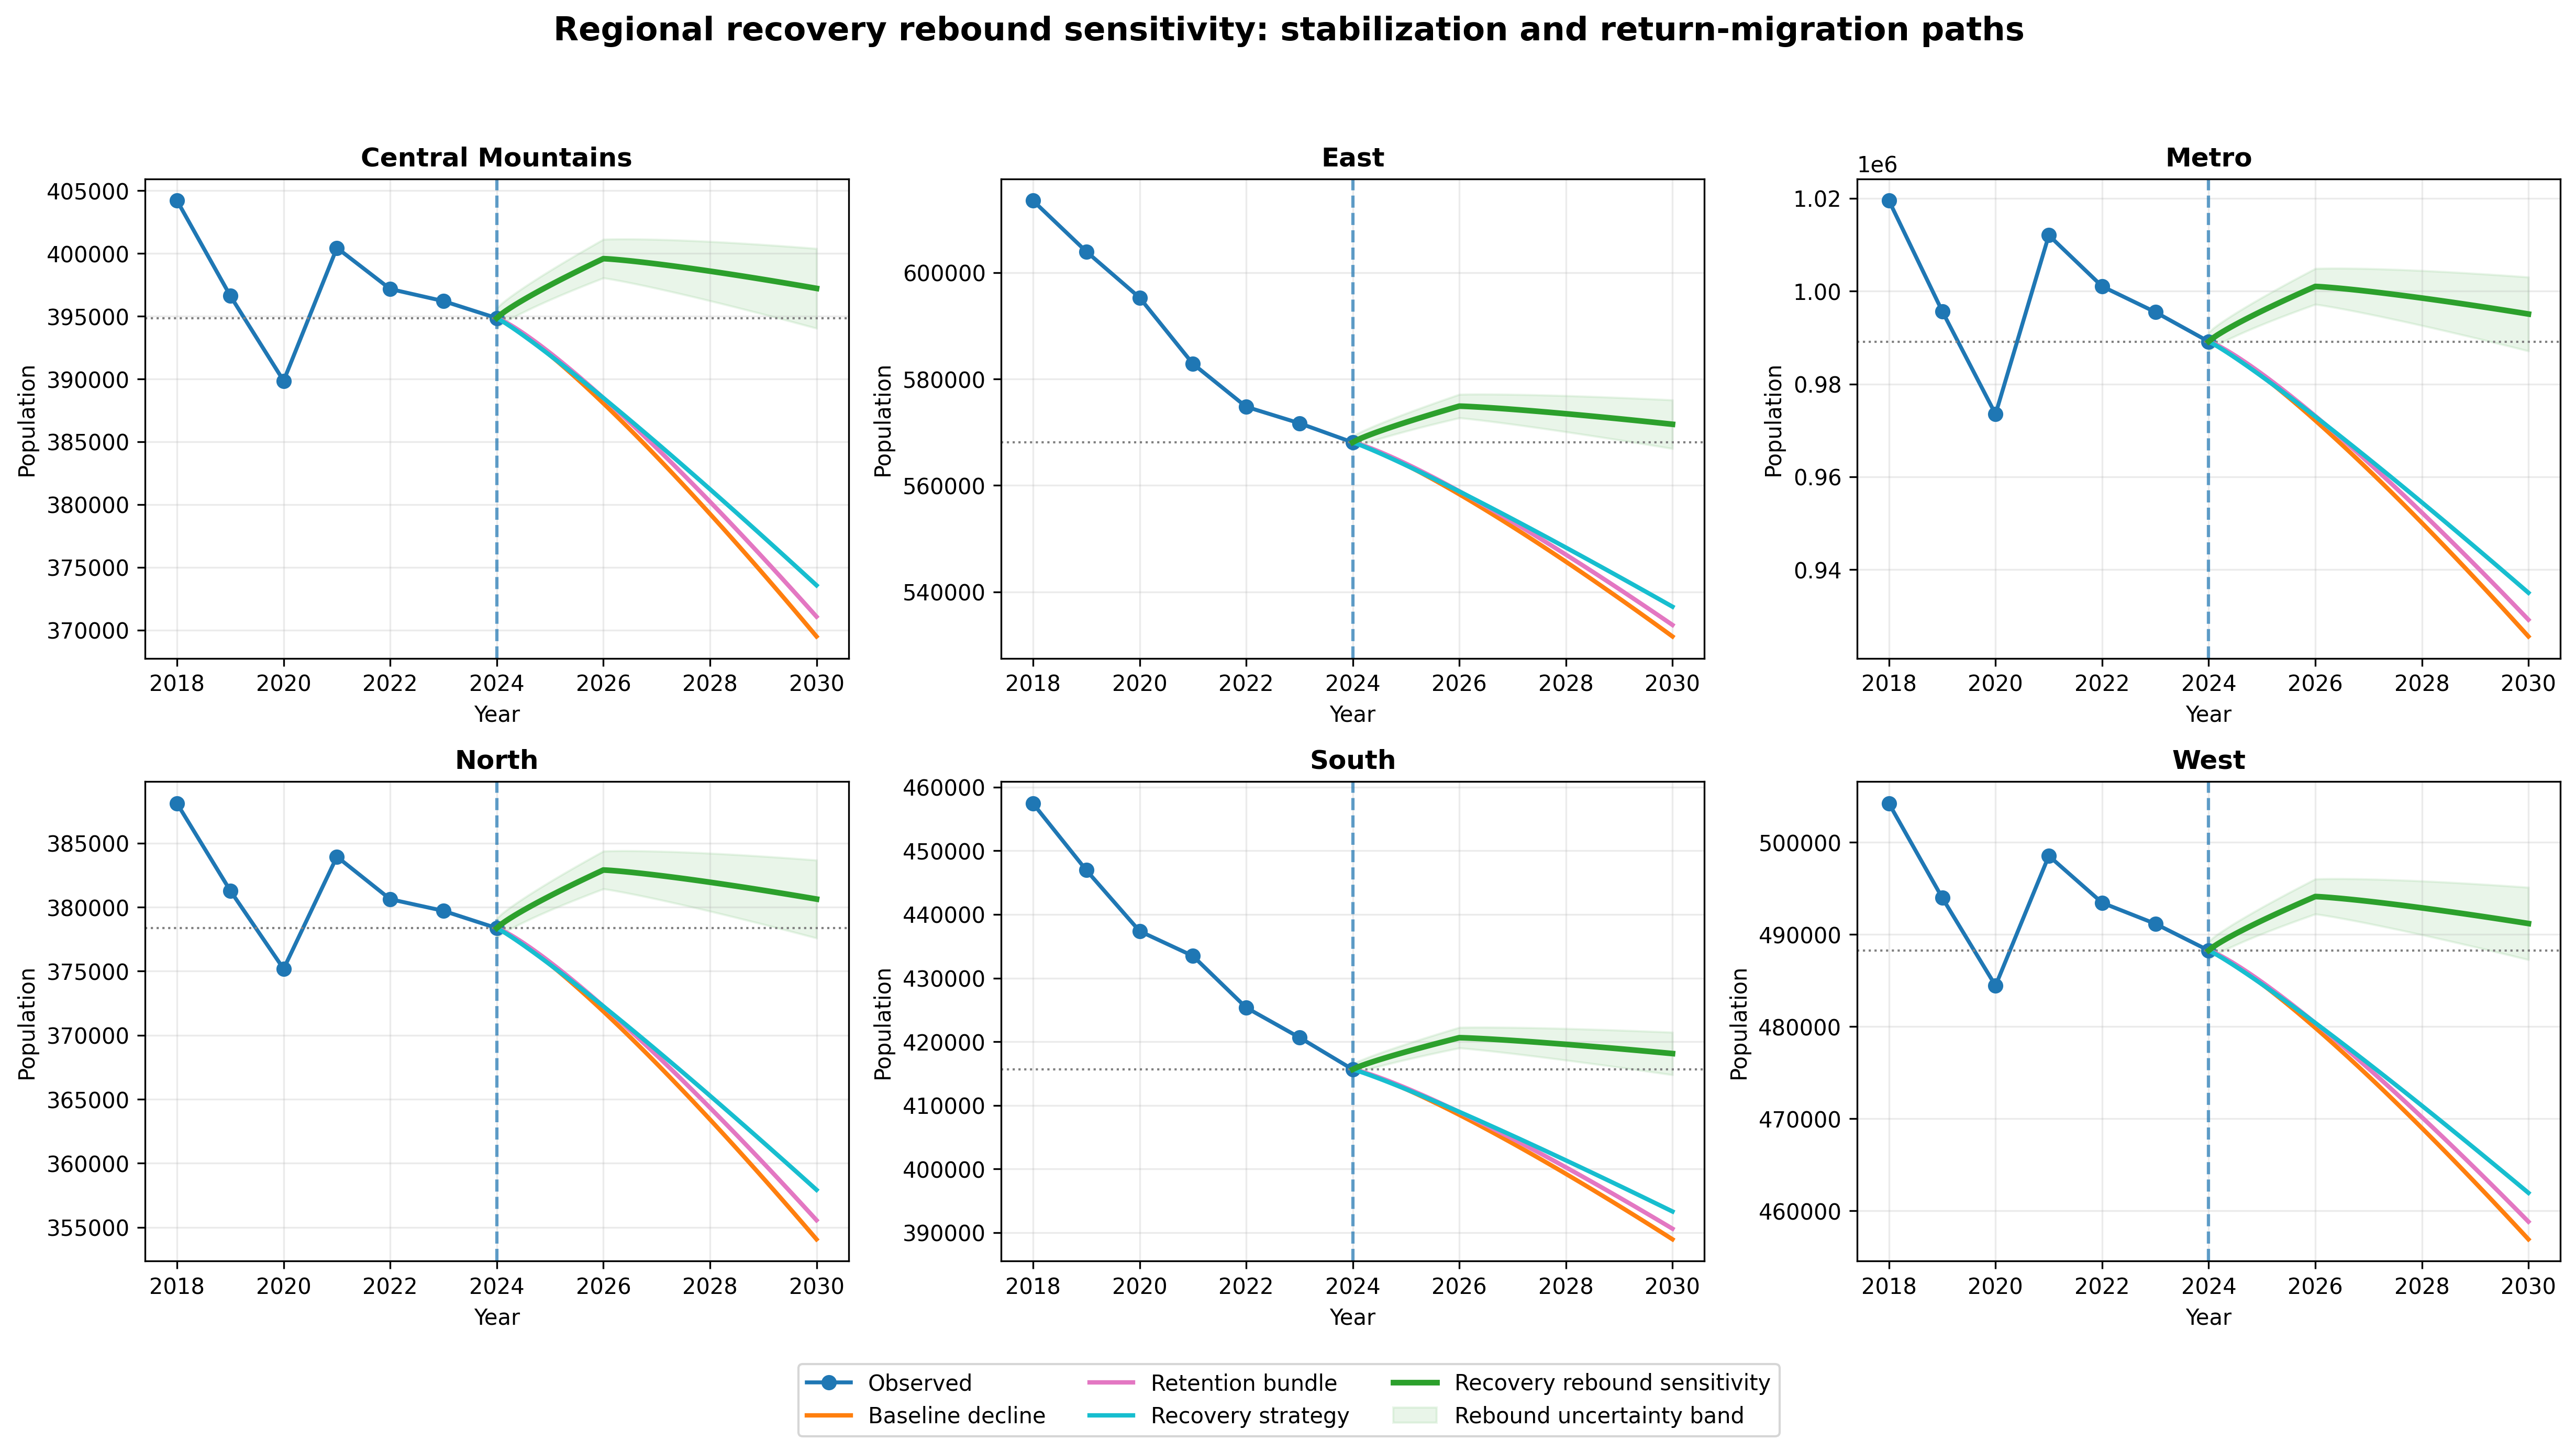 Regional recovery rebound sensitivity: stabilization and return-migration paths
Central Mountains
405000
400000
395000
390000
385000
380000
375000
370000
Population
2018 2020 2022 2024 2026 2028 2030
Year
East
600000
580000
560000
540000
Population
2018 2020 2022 2024 2026 2028 2030
Year
Metro
1e6
1.02
1.00
0.98
0.96
0.94
Population
2018 2020 2022 2024 2026 2028 2030
Year
North
385000
380000
375000
370000
365000
360000
355000
Population
2018 2020 2022 2024 2026 2028 2030
Year
South
460000
450000
440000
430000
420000
410000
400000
390000
Population
2018 2020 2022 2024 2026 2028 2030
Year
West
500000
490000
480000
470000
460000
Population
2018 2020 2022 2024 2026 2028 2030
Year
Observed
Baseline decline
Retention bundle
Recovery strategy
Recovery rebound sensitivity
Rebound uncertainty band